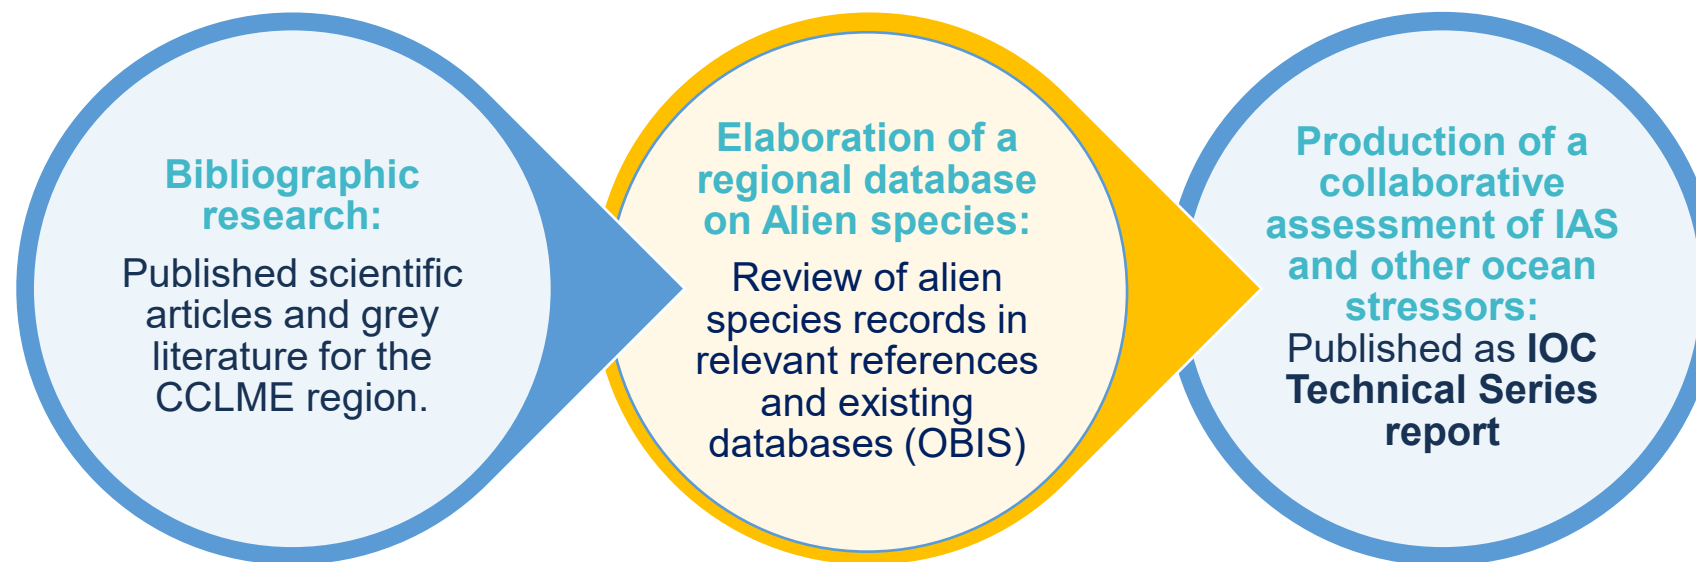 Bibliographic
research:
Published scientific
articles and grey
literature for the
CCLME region.
Elaboration of a
regional database
on Alien species:
Review of alien
species records in
relevant references
and existing
databases (OBIS)
Production of a
collaborative
assessment of IAS
and other ocean
stressors:
Published as IOC
Technical Series
report